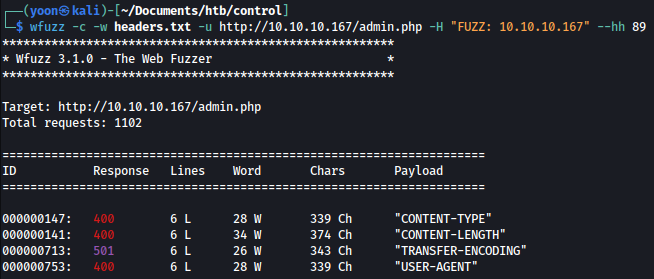 ┌──(yoon㉿kali)-[~/Documents/htb/control]
└─$ wfuzz -c -w headers.txt -u http://10.10.10.167/admin.php -H "FUZZ: 10.10.10.167" --hh 89
********************************************************
* Wfuzz 3.1.0 - The Web Fuzzer                         *
********************************************************
Target: http://10.10.10.167/admin.php
Total requests: 1102
=====================================================================
ID           Response   Lines    Word       Chars       Payload
=====================================================================
000000147:   400        6 L      28 W       339 Ch      "CONTENT-TYPE"
000000141:   400        6 L      34 W       374 Ch      "CONTENT-LENGTH"
000000713:   501        6 L      26 W       343 Ch      "TRANSFER-ENCODING"
000000753:   400        6 L      28 W       339 Ch      "USER-AGENT"